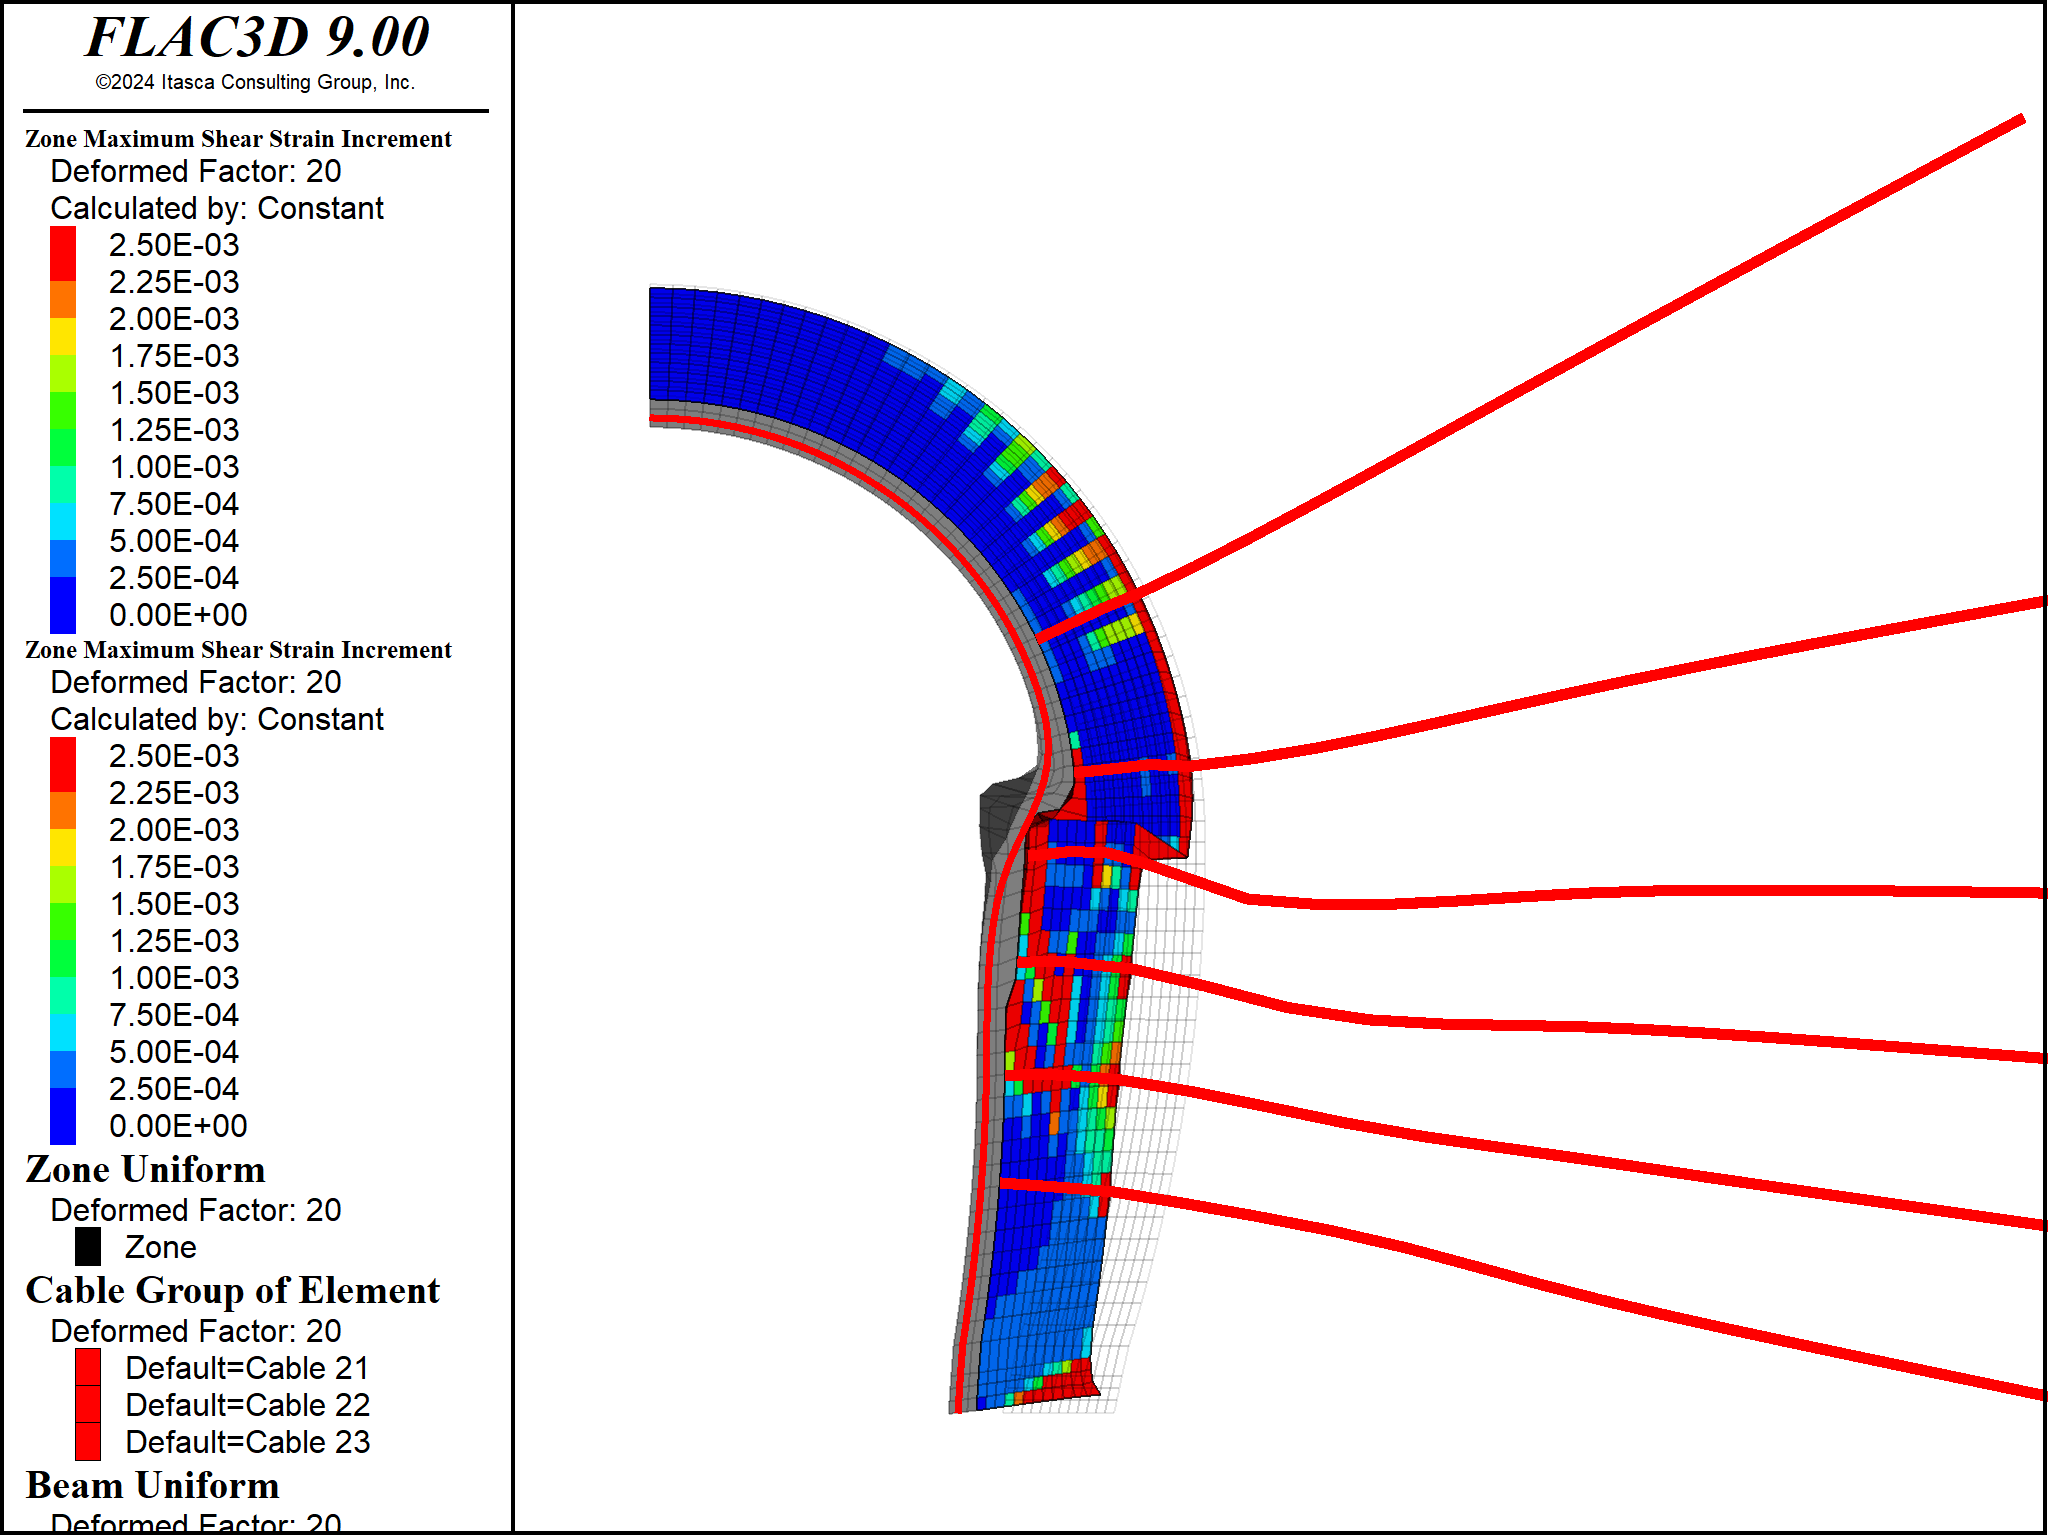 FLAC3D 9.00
©2024 Itasca Consulting Group, Inc.
Zone Maximum Shear Strain Increment
Deformed Factor: 20
Calculated by: Constant
2.50E-03
2.25E-03
2.00E-03
1.75E-03
1.50E-03
1.25E-03
1.00E-03
7.50E-04
5.00E-04
2.50E-04
0.00E+00
Zone Maximum Shear Strain Increment
Deformed Factor: 20
Calculated by: Constant
2.50E-03
2.25E-03
2.00E-03
1.75E-03
1.50E-03
1.25E-03
1.00E-03
7.50E-04
5.00E-04
2.50E-04
0.00E+00
Zone Uniform
Deformed Factor: 20
Zone
Cable Group of Element
Deformed Factor: 20
Default=Cable 21
Default=Cable 22
Default=Cable 23
Beam Uniform
Deformed Factor: 20